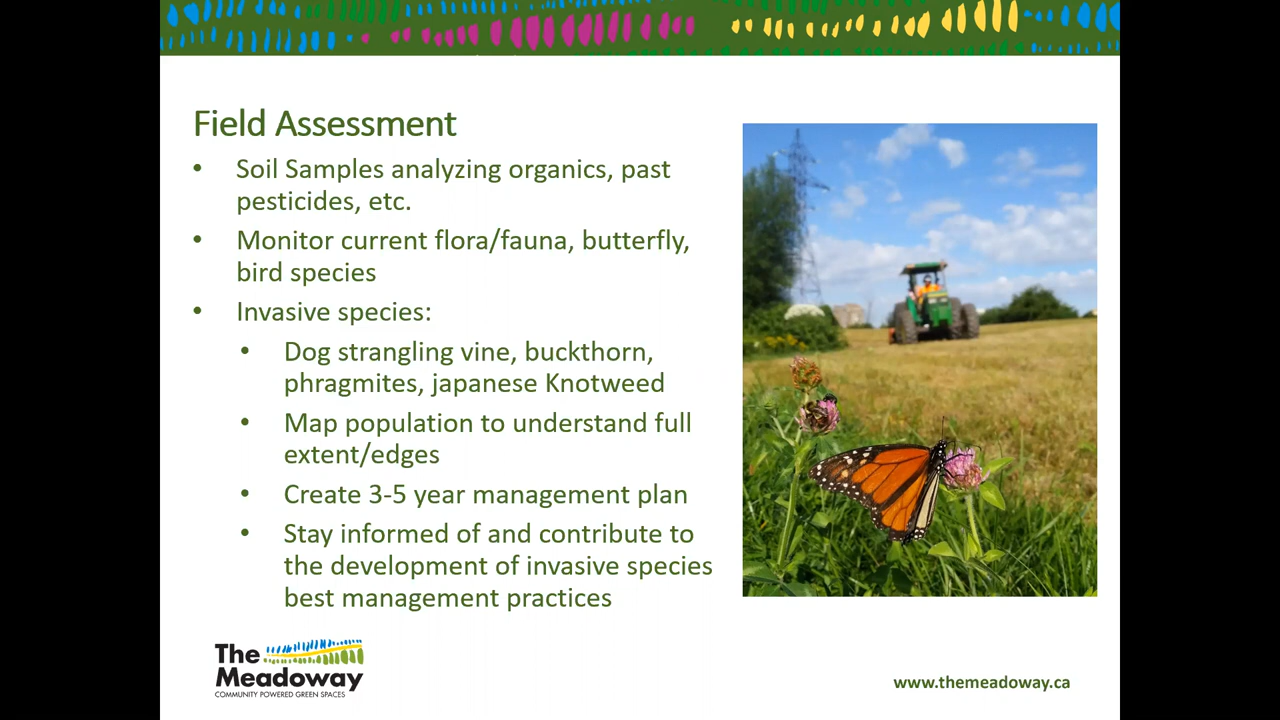 Field Assessment
• Soil Samples analyzing organics, past
pesticides, etc.
• Monitor current flora/fauna, butterfly,
bird species
• Invasive species:
• Dog strangling vine, buckthorn,
phragmites, japanese Knotweed
• Map population to understand full
extent/edges
• Create 3-5 year management plan
• Stay informed of and contribute to
the development of invasive species
best management practices
The
Meadoway
COMMUNITY POWERED GREEN SPACES
www.themeadoway.ca